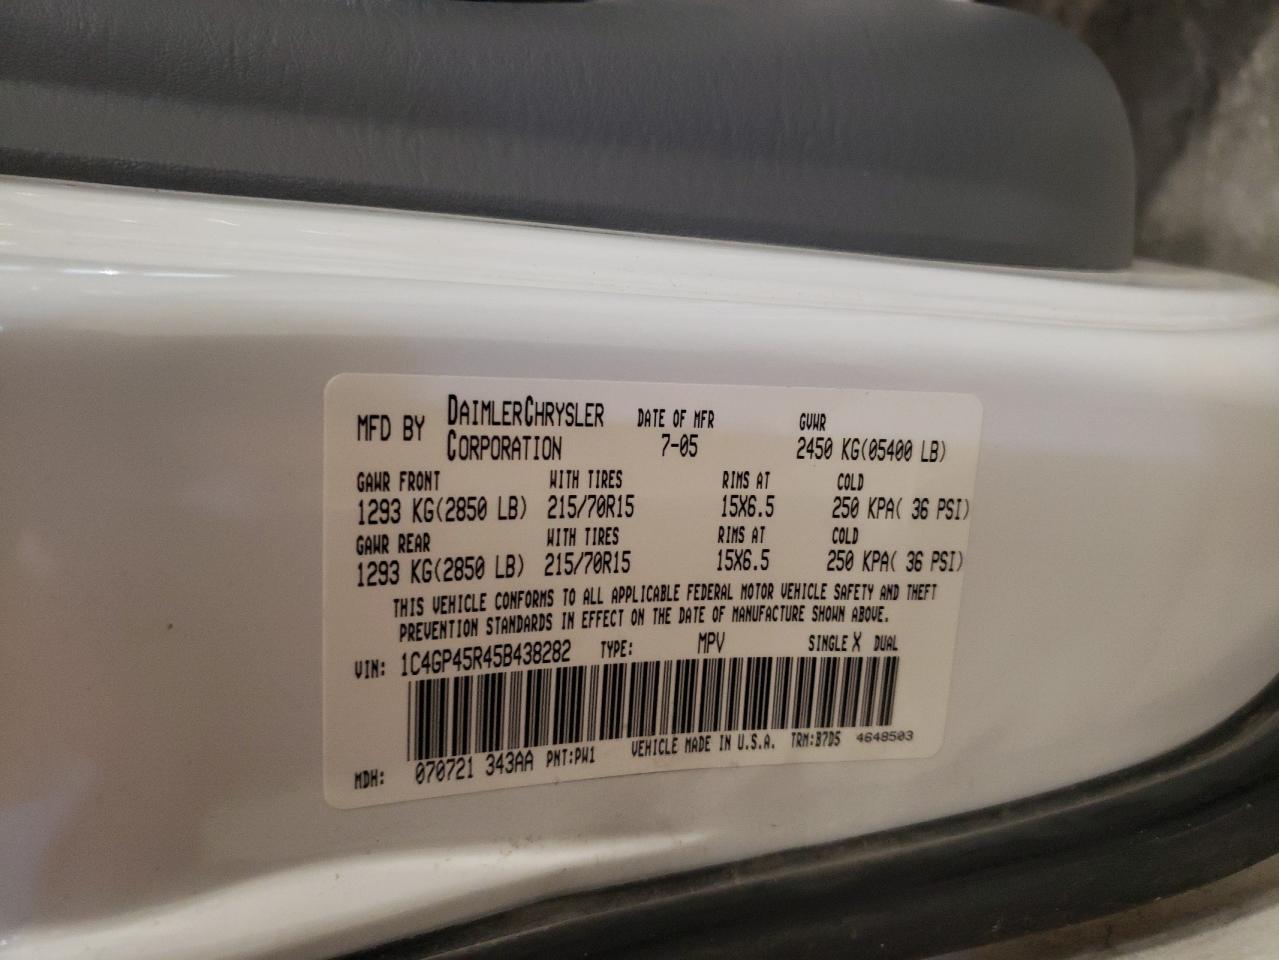 MFD BY DAIMLERCHRYSLER CORPORATION DATE OF MFR 7-05 GVWR 2450 KG(05400 LB)
GAWR FRONT WITH TIRES RIMS AT COLD
1293 KG(2850 LB) 215/70R15 15X6.5 250 KPA( 36 PSI)
GAWR REAR WITH TIRES RIMS AT COLD
1293 KG(2850 LB) 215/70R15 15X6.5 250 KPA( 36 PSI)
THIS VEHICLE CONFORMS TO ALL APPLICABLE FEDERAL MOTOR VEHICLE SAFETY AND THEFT
PREVENTION STANDARDS IN EFFECT ON THE DATE OF MANUFACTURE SHOWN ABOVE.
VIN: 1C4GP45R45B438282 TYPE: MPV SINGLE X DUAL
MDH: 070721 343AA PNT:PW1 VEHICLE MADE IN U.S.A. TRM:B7D5 4648503